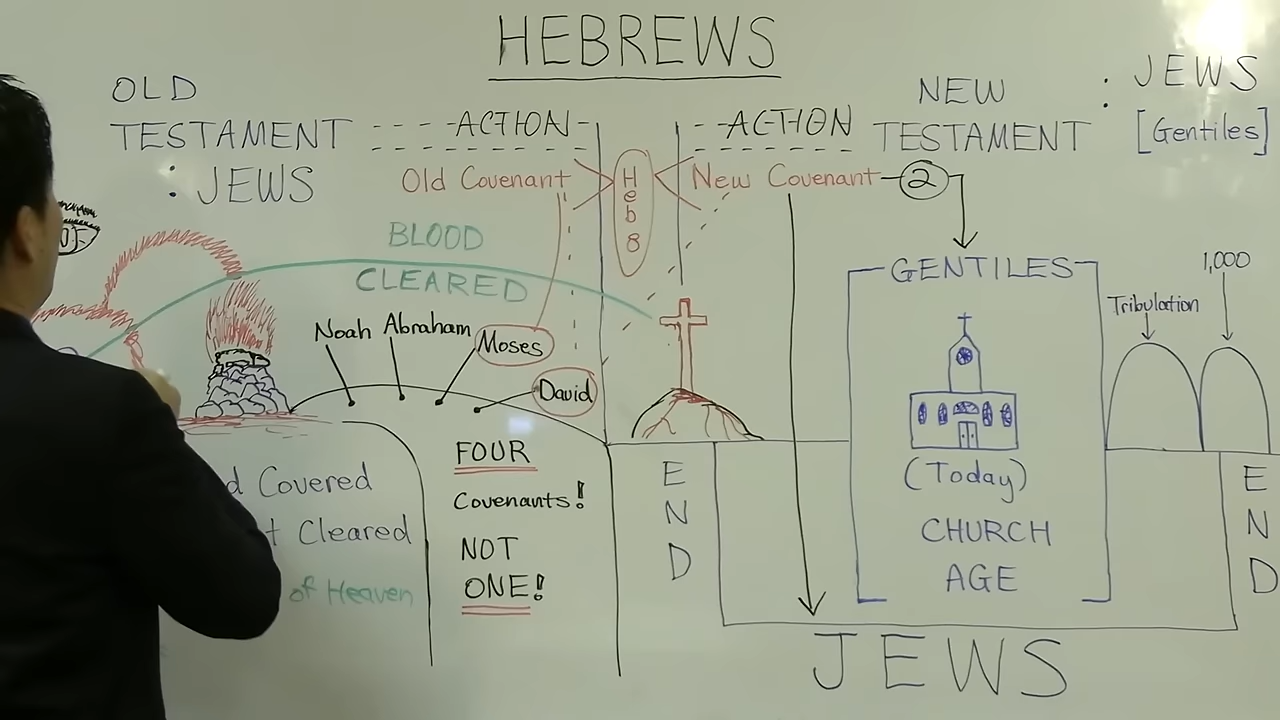 HEBREWS
OLD
TESTAMENT
: JEWS
ACTION
Old Covenant
Heb 8
ACTION
New Covenant
2
NEW
TESTAMENT
: JEWS
[Gentiles]
BLOOD
CLEARED
Noah Abraham
Moses
David
Covered
Cleared
of Heaven
FOUR
Covenants!
NOT
ONE!
END
GENTILES
(Today)
CHURCH
AGE
Tribulation
1,000
END
JEWS